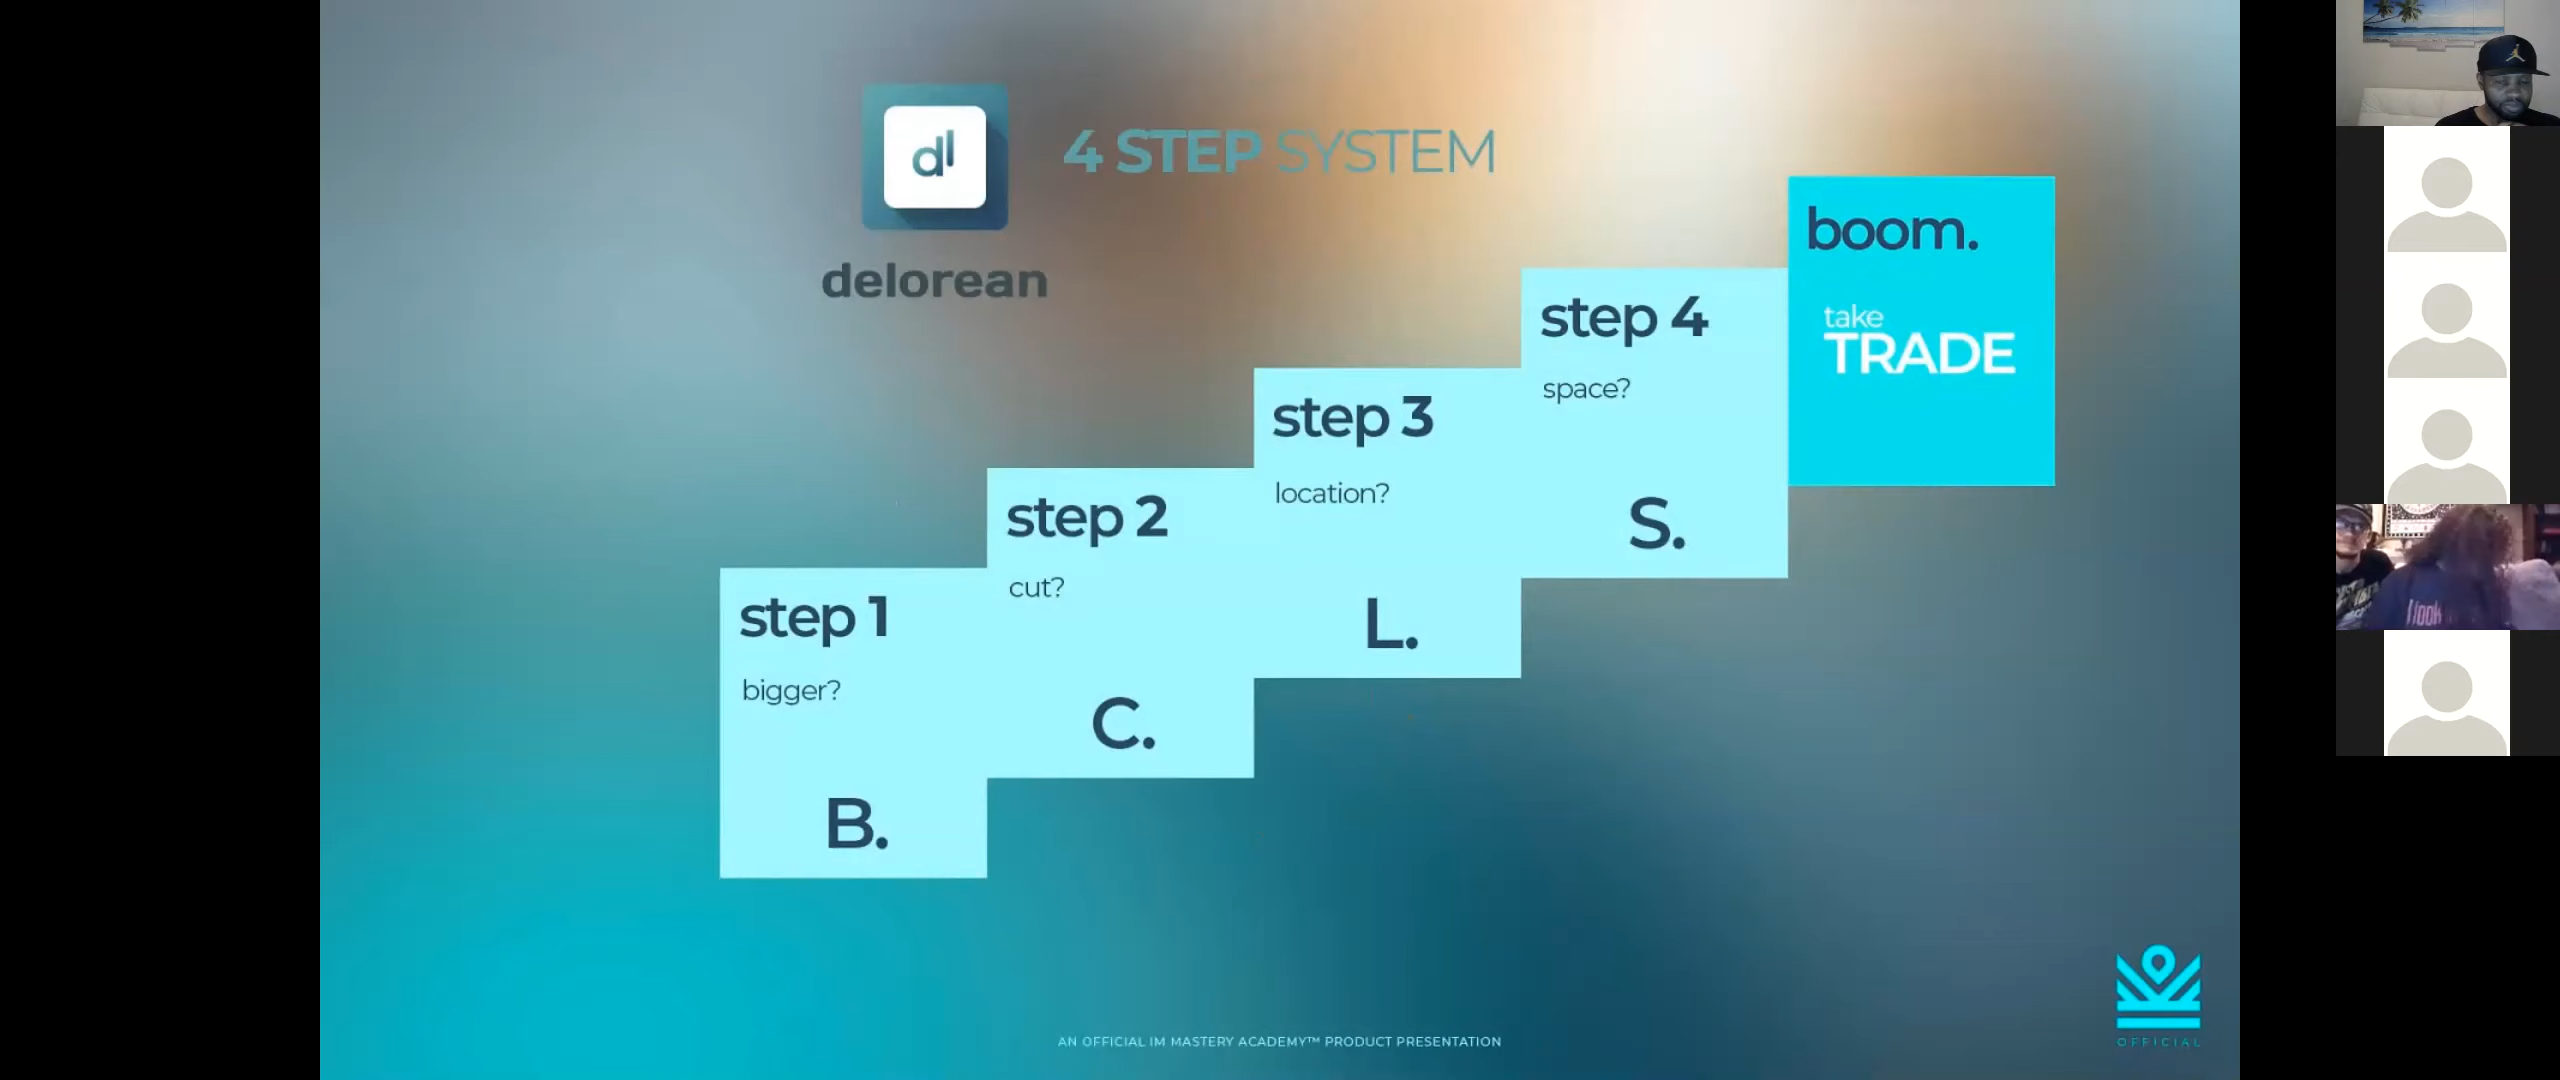 dl
4 STEP SYSTEM
delorean
step 1
bigger?
B.
step 2
cut?
C.
step 3
location?
L.
step 4
space?
S.
boom.
take
TRADE
AN OFFICIAL IM MASTERY ACADEMY™ PRODUCT PRESENTATION
OFFICIAL